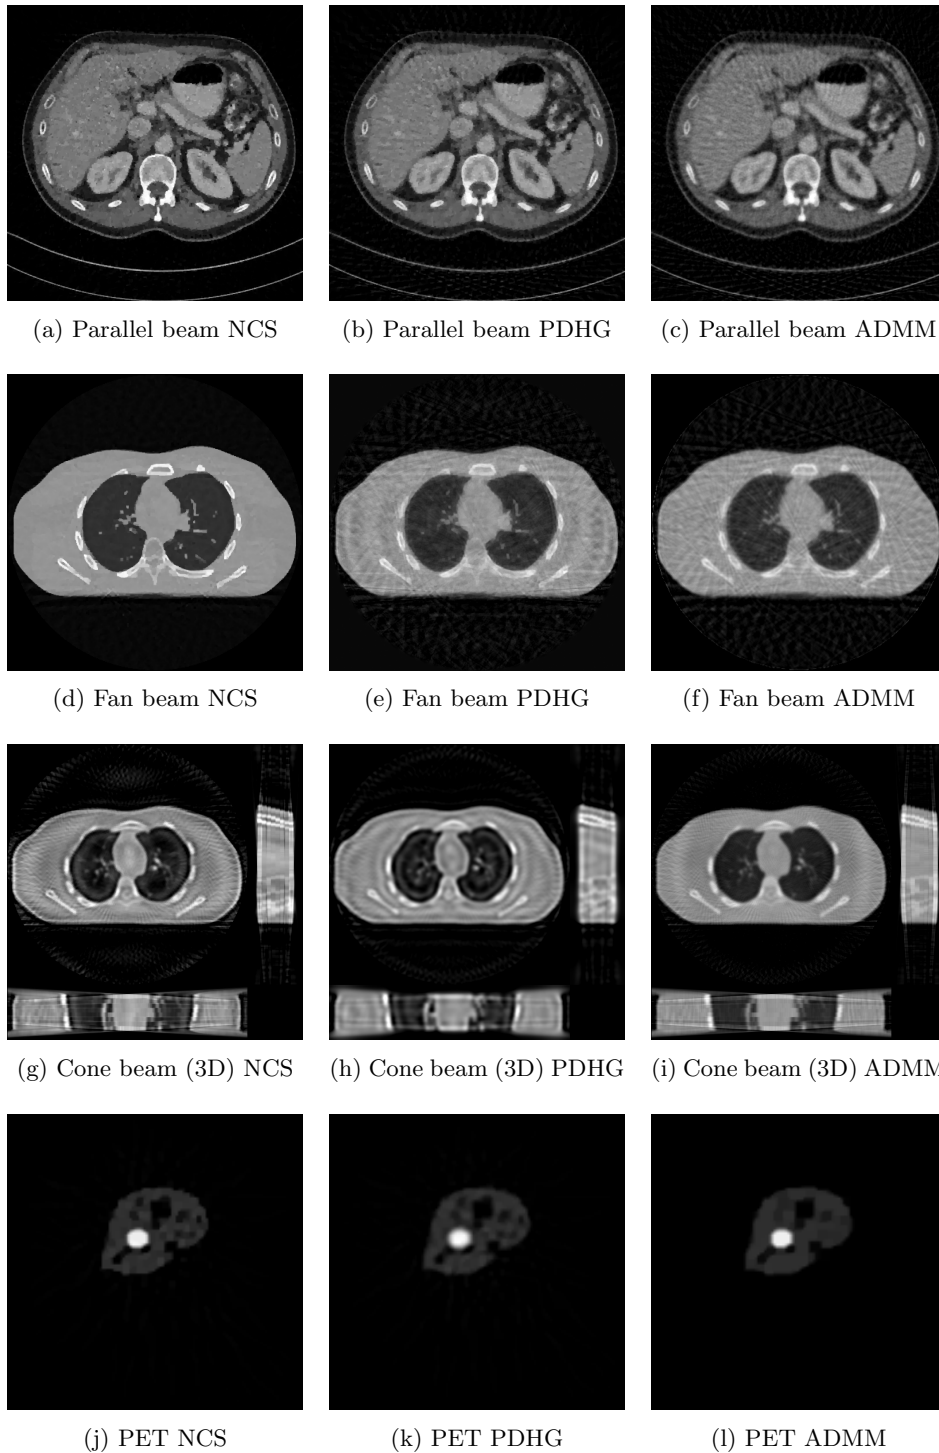 (a) Parallel beam NCS
(b) Parallel beam PDHG
(c) Parallel beam ADMM
(d) Fan beam NCS
(e) Fan beam PDHG
(f) Fan beam ADMM
(g) Cone beam (3D) NCS
(h) Cone beam (3D) PDHG
(i) Cone beam (3D) ADMM
(j) PET NCS
(k) PET PDHG
(l) PET ADMM